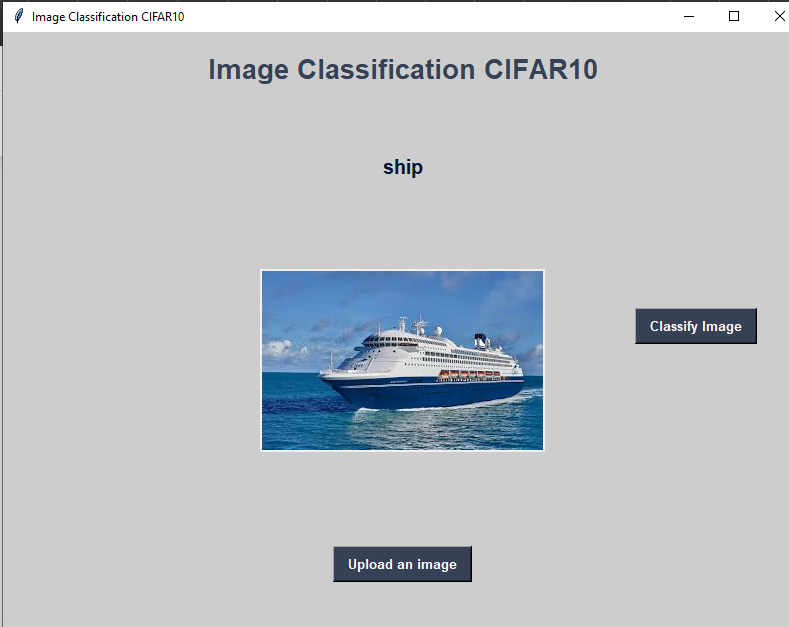 Image Classification CIFAR10
Image Classification CIFAR10
ship
Classify Image
Upload an image